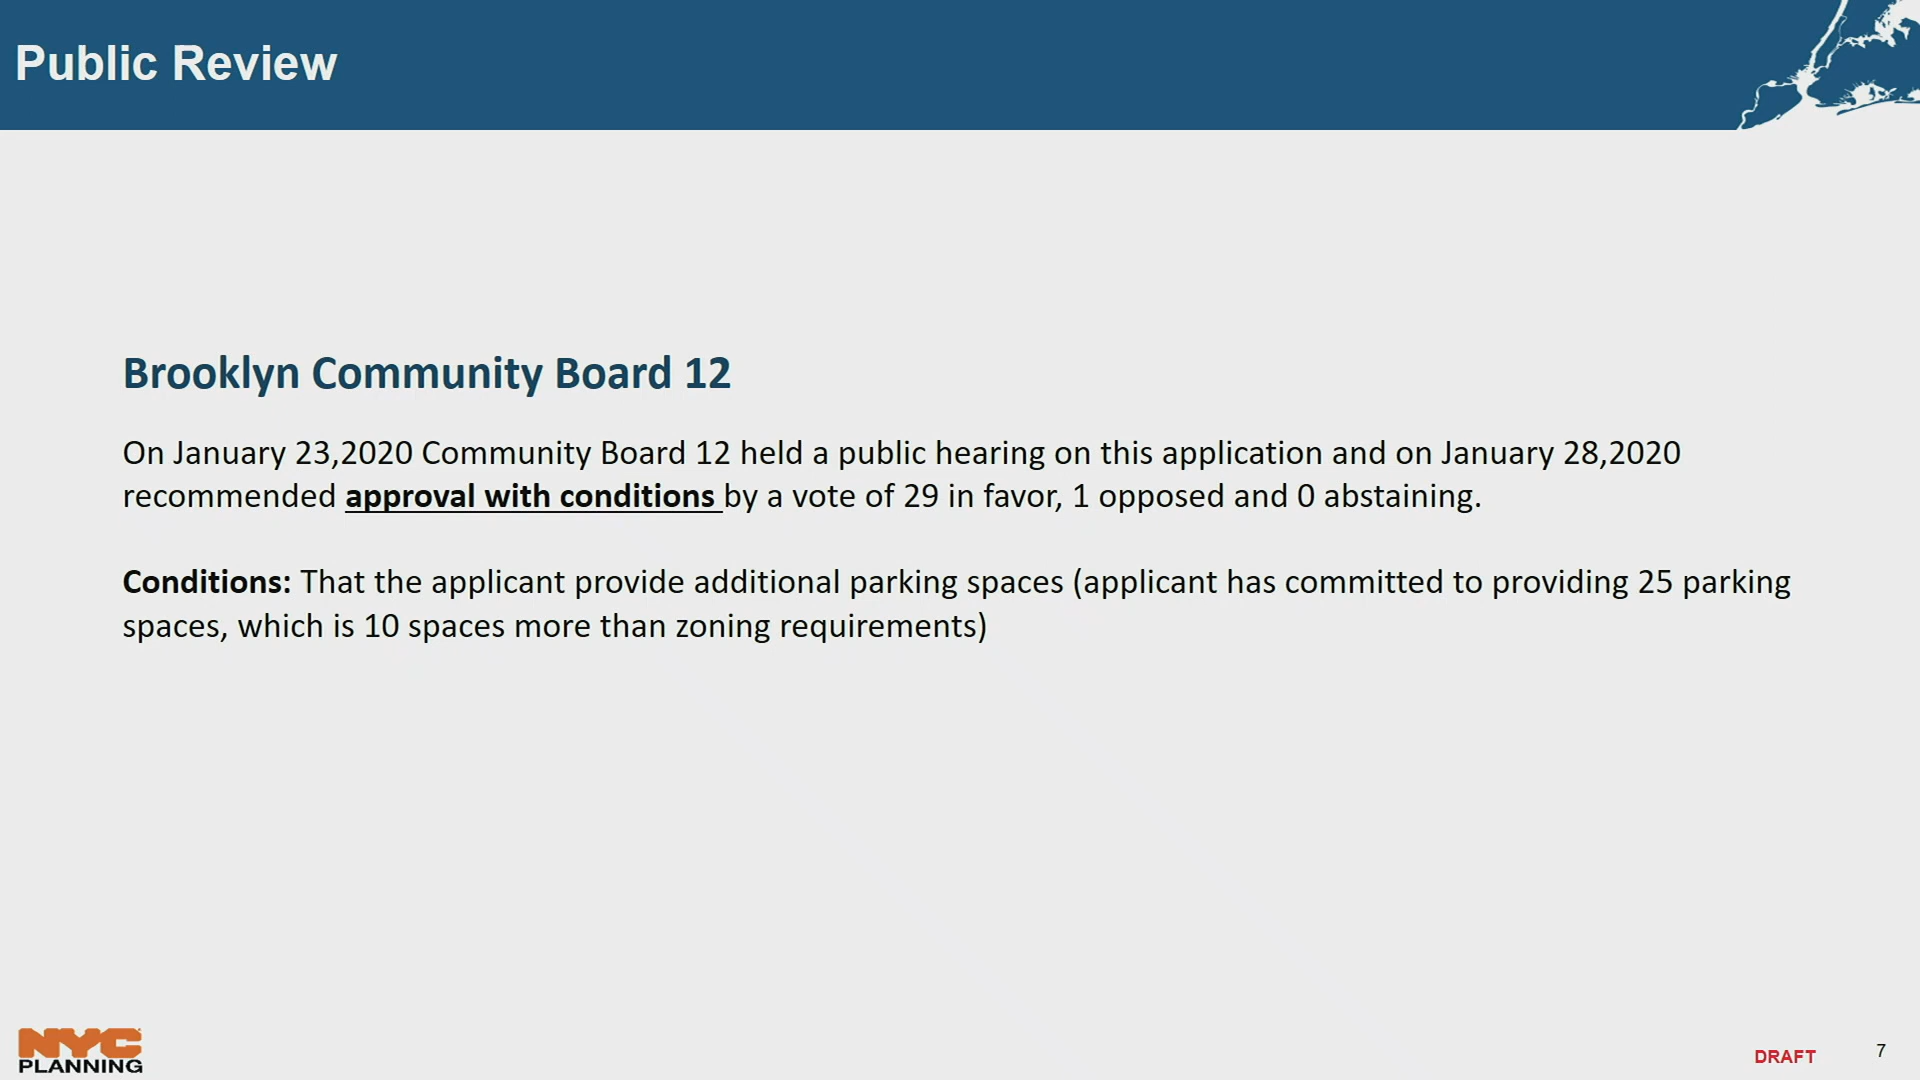 Public Review
Brooklyn Community Board 12
On January 23,2020 Community Board 12 held a public hearing on this application and on January 28,2020
recommended approval with conditions by a vote of 29 in favor, 1 opposed and 0 abstaining.
Conditions: That the applicant provide additional parking spaces (applicant has committed to providing 25 parking
spaces, which is 10 spaces more than zoning requirements)
NYC
PLANNING
DRAFT
7